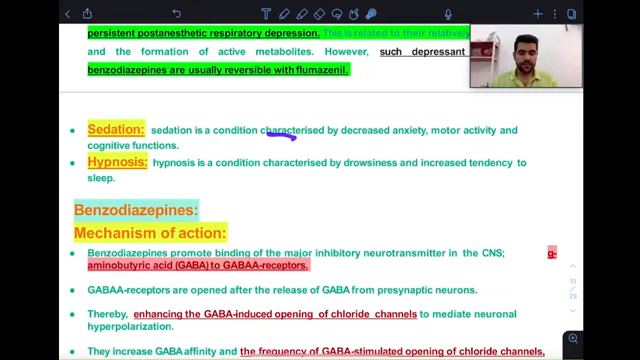 persistent postanesthetic respiratory depression. This is related to their relatively
and the formation of active metabolites. However, such depressant
benzodiazepines are usually reversible with flumazenil.
Sedation: sedation is a condition characterised by decreased anxiety, motor activity and
cognitive functions.
Hypnosis: hypnosis is a condition characterised by drowsiness and increased tendency to
sleep.
Benzodiazepines:
Mechanism of action:
Benzodiazepines promote binding of the major inhibitory neurotransmitter in the CNS; g-
aminobutyric acid (GABA) to GABAA-receptors.
GABAA-receptors are opened after the release of GABA from presynaptic neurons.
Thereby, enhancing the GABA-induced opening of chloride channels to mediate neuronal
hyperpolarization.
They increase GABA affinity and the frequency of GABA-stimulated opening of chloride channels,
13
28